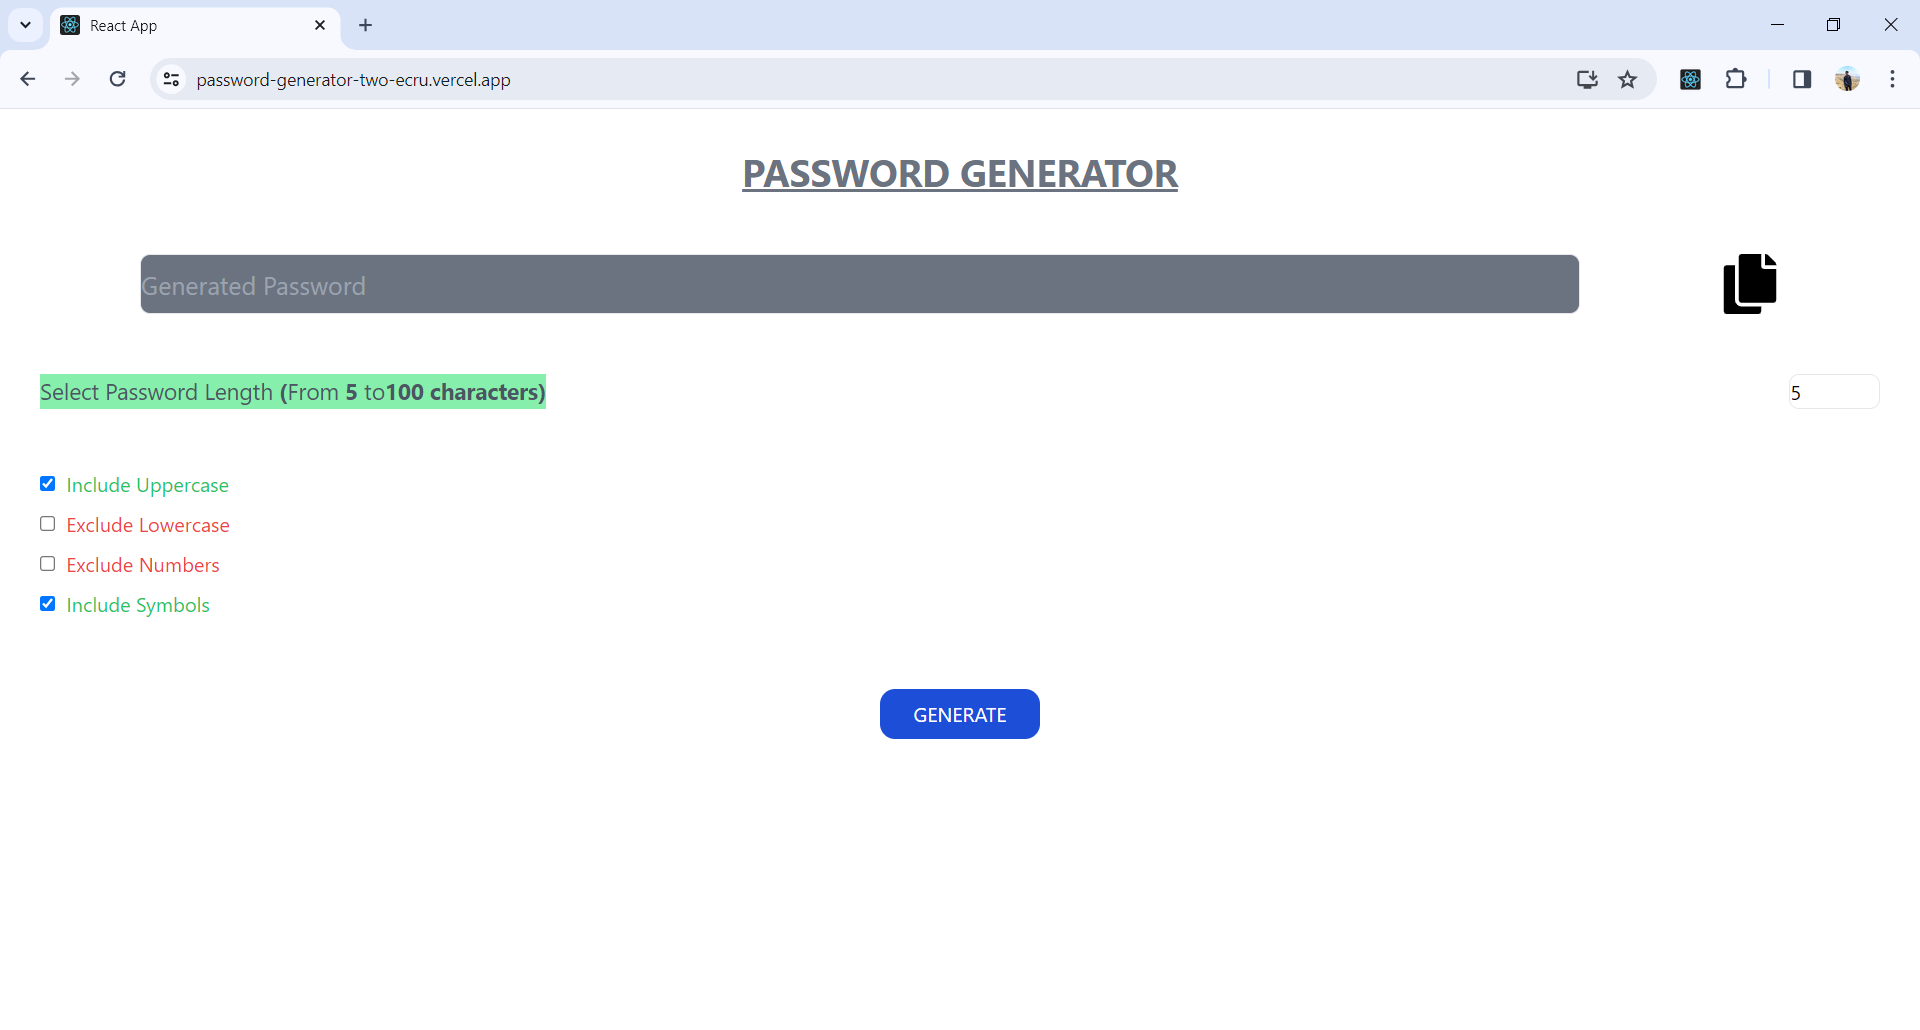 React App
password-generator-two-ecru.vercel.app
PASSWORD GENERATOR
Generated Password
Select Password Length (From 5 to100 characters)
5
Include Uppercase
Exclude Lowercase
Exclude Numbers
Include Symbols
GENERATE